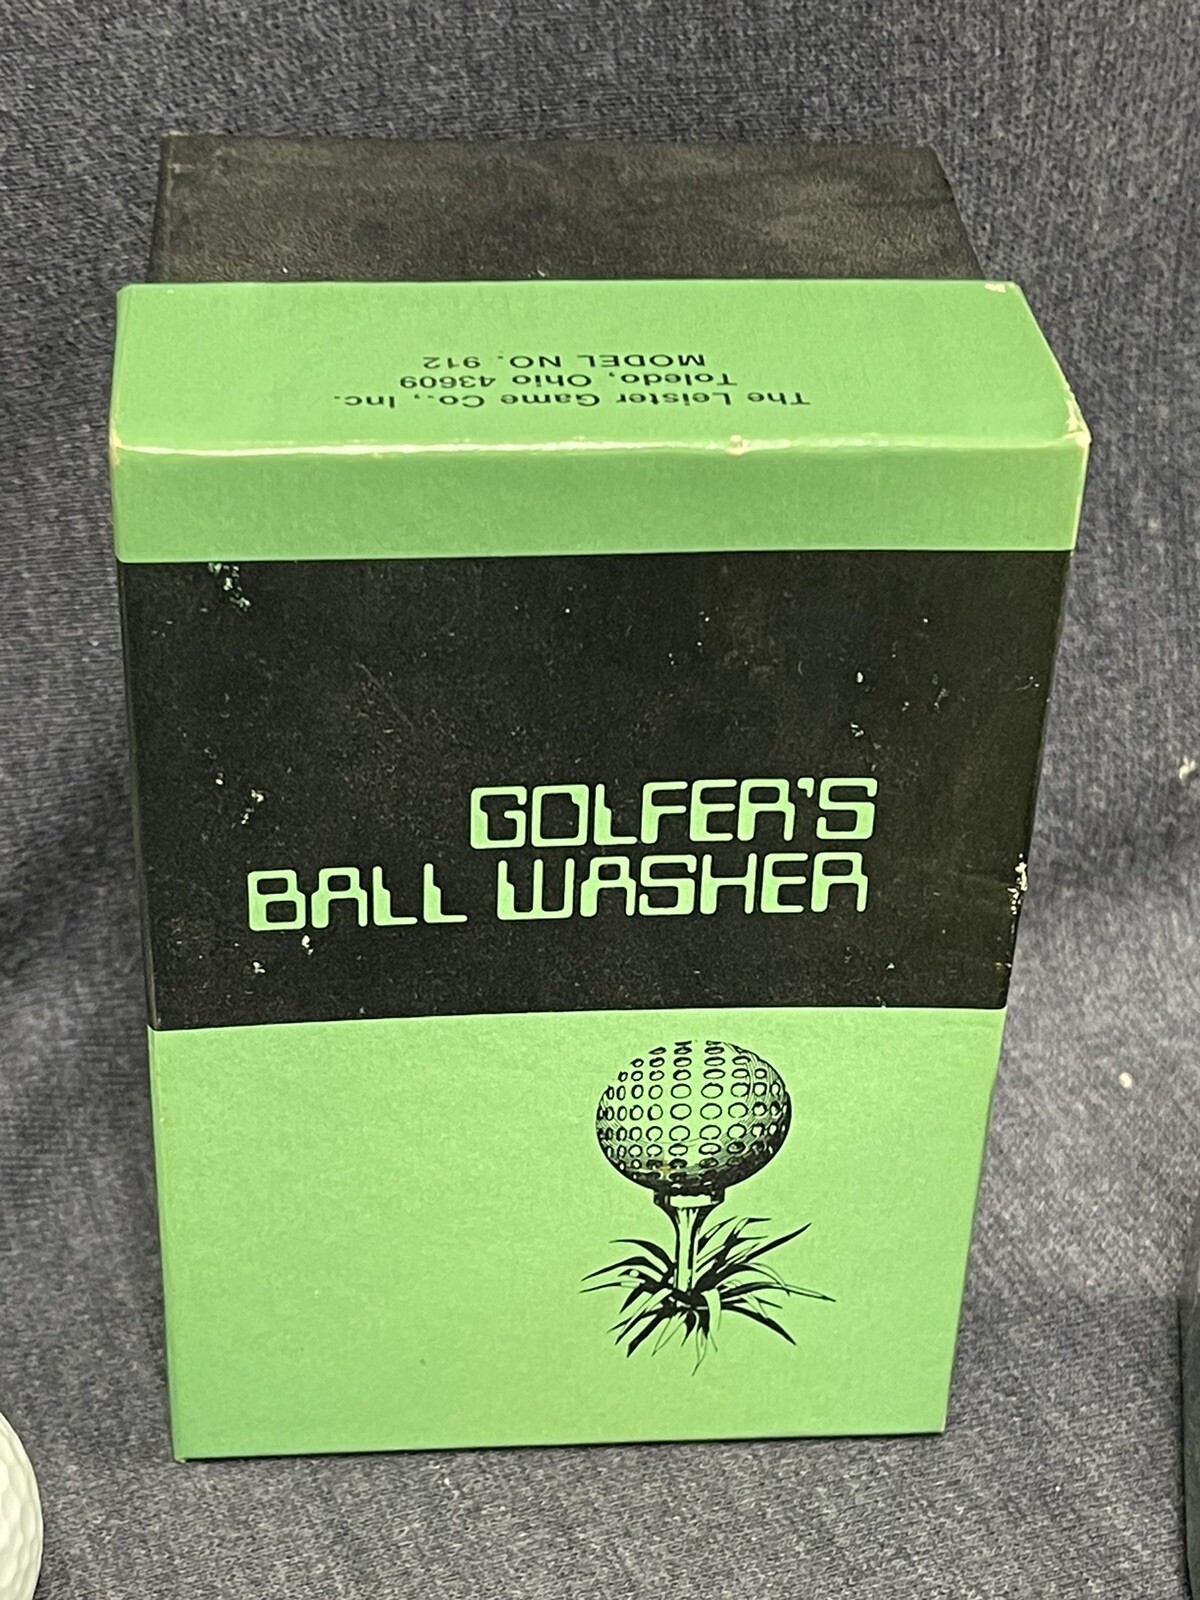 The Leister Game Co., Inc.
Toledo, Ohio 43609
MODEL NO. 912
GOLFER'S
BALL WASHER